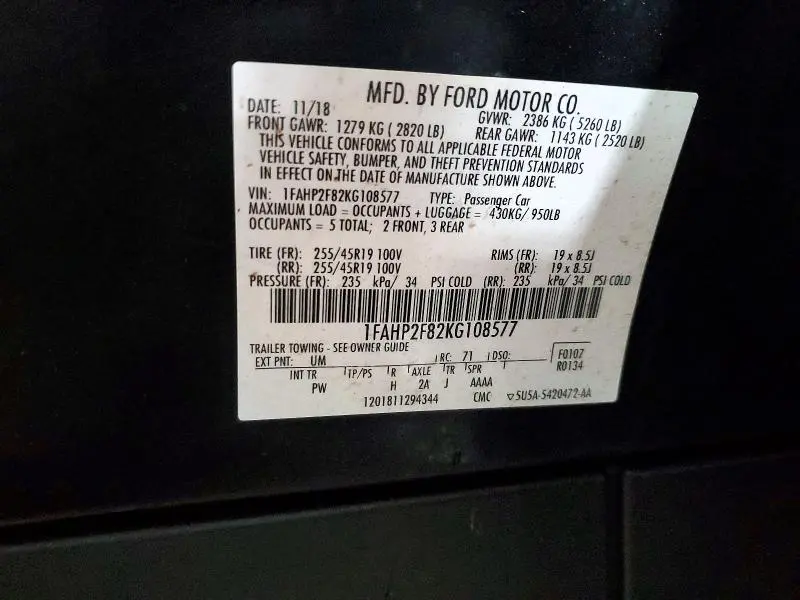 MFD. BY FORD MOTOR CO.
DATE: 11/18 GVWR: 2386 KG ( 5260 LB)
FRONT GAWR: 1279 KG ( 2820 LB) REAR GAWR: 1143 KG ( 2520 LB)
THIS VEHICLE CONFORMS TO ALL APPLICABLE FEDERAL MOTOR
VEHICLE SAFETY, BUMPER, AND THEFT PREVENTION STANDARDS
IN EFFECT ON THE DATE OF MANUFACTURE SHOWN ABOVE.
VIN: 1FAHP2F82KG108577 TYPE: Passenger Car
MAXIMUM LOAD = OCCUPANTS + LUGGAGE = 430KG/ 950LB
OCCUPANTS = 5 TOTAL; 2 FRONT, 3 REAR
TIRE (FR): 255/45R19 100V RIMS (FR): 19 x 8.5J
(RR): 255/45R19 100V (RR): 19 x 8.5J
PRESSURE (FR): 235 kPa/ 34 PSI COLD (RR): 235 kPa/ 34 PSI COLD
1FAHP2F82KG108577
TRAILER TOWING - SEE OWNER GUIDE
EXT PNT: UM RC: 71 DSO: F0107
R0134
INT TR TP/PS R AXLE TR SPR
PW H 2A J AAAA
1201811294344 CMC ▽5U5A-5420472-AA